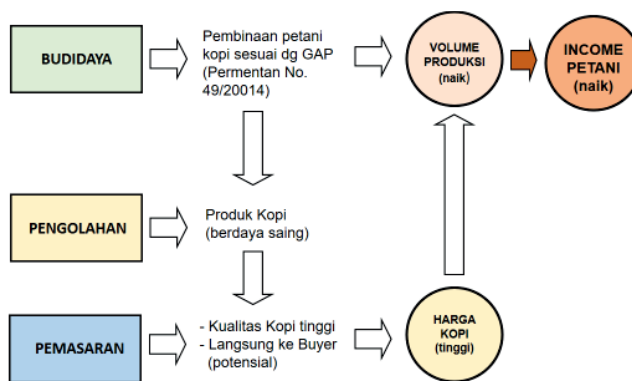 BUDIDAYA
Pembinaan petani
kopi sesuai dg GAP
(Permentan No.
49/20014)
VOLUME
PRODUKSI
(naik)
INCOME
PETANI
(naik)
PENGOLAHAN
Produk Kopi
(berdaya saing)
PEMASARAN
- Kualitas Kopi tinggi
- Langsung ke Buyer
(potensial)
HARGA
KOPI
(tinggi)